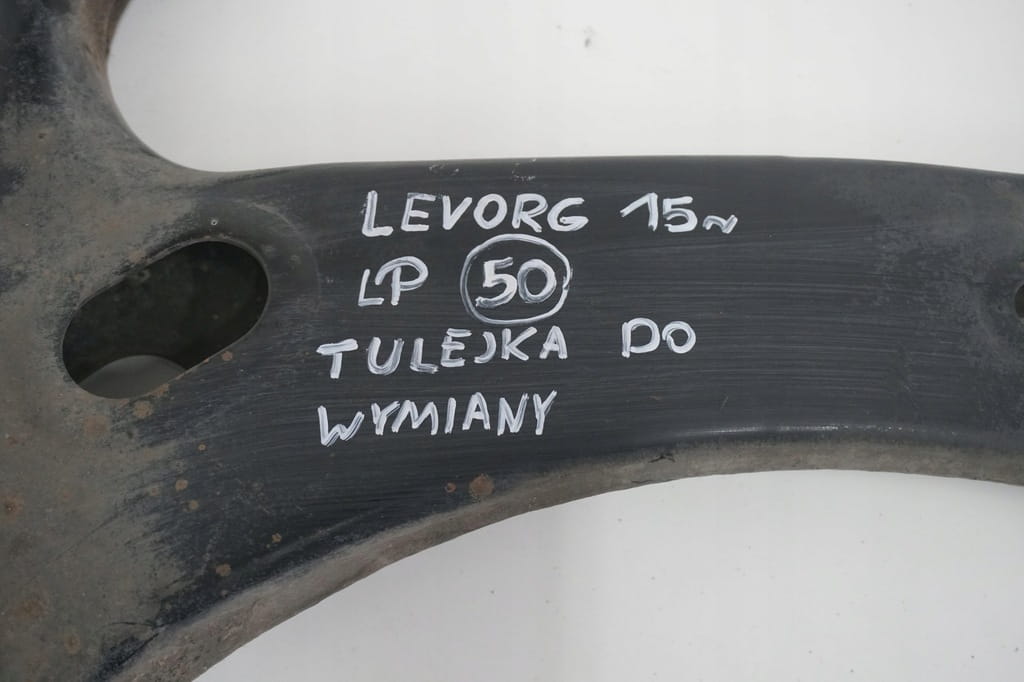 LEVORG 15~
LP 50
TULEJKA DO
WYMIANY